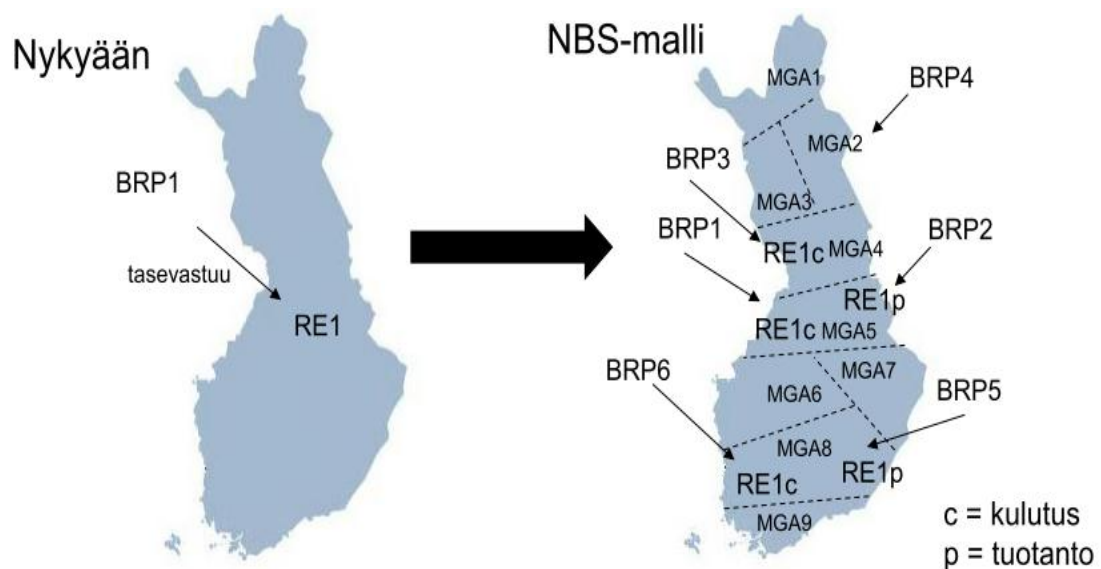 Nykyään
BRP1
tasevastuu
RE1
NBS-malli
MGA1
BRP4
MGA2
BRP3
MGA3
BRP1
BRP2
RE1c MGA4
RE1p
RE1c MGA5
BRP6
MGA7
MGA6
BRP5
MGA8
RE1c
RE1p
MGA9
c = kulutus
p = tuotanto